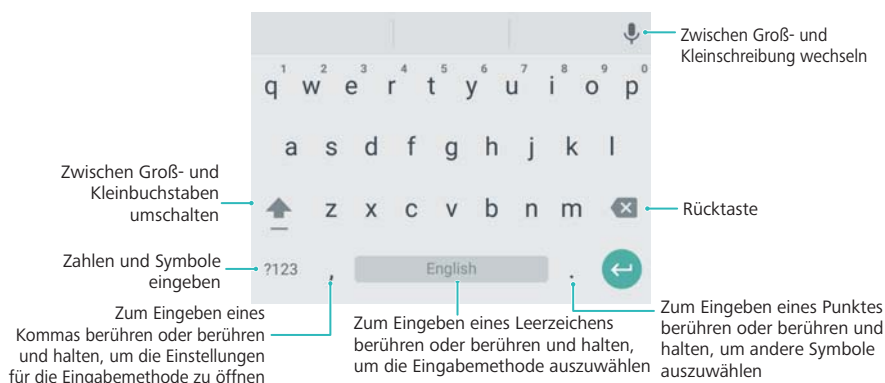 Zwischen Groß- und
Kleinschreibung wechseln
1 2 3 4 5 6 7 8 9 0
q w e r t y u i o p
a s d f g h j k l
Zwischen Groß- und
Kleinbuchstaben
umschalten
z x c v b n m
Rücktaste
Zahlen und Symbole
eingeben
?123 , English .
Zum Eingeben eines
Kommas berühren oder berühren
und halten, um die Einstellungen
für die Eingabemethode zu öffnen
Zum Eingeben eines Leerzeichens
berühren oder berühren und halten,
um die Eingabemethode auszuwählen
Zum Eingeben eines Punktes
berühren oder berühren und
halten, um andere Symbole
auszuwählen